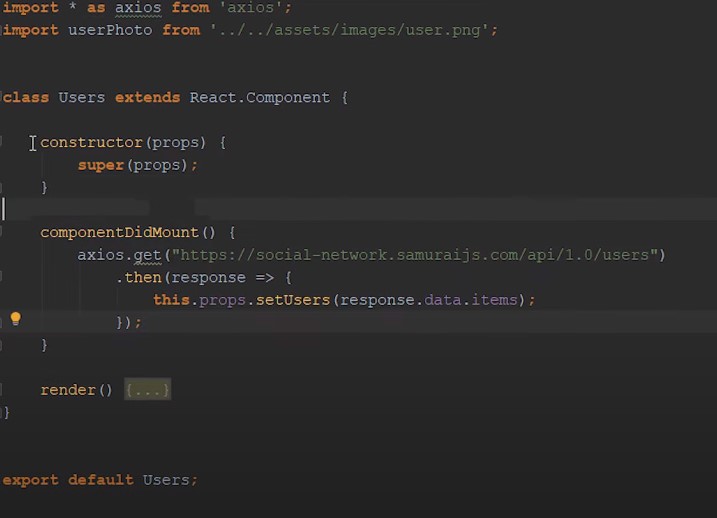 import * as axios from 'axios';
import userPhoto from '../../assets/images/user.png';
class Users extends React.Component {
constructor(props) {
super(props);
}
componentDidMount() {
axios.get("https://social-network.samuraijs.com/api/1.0/users")
.then(response => {
this.props.setUsers(response.data.items);
});
}
render() {...}
}
export default Users;